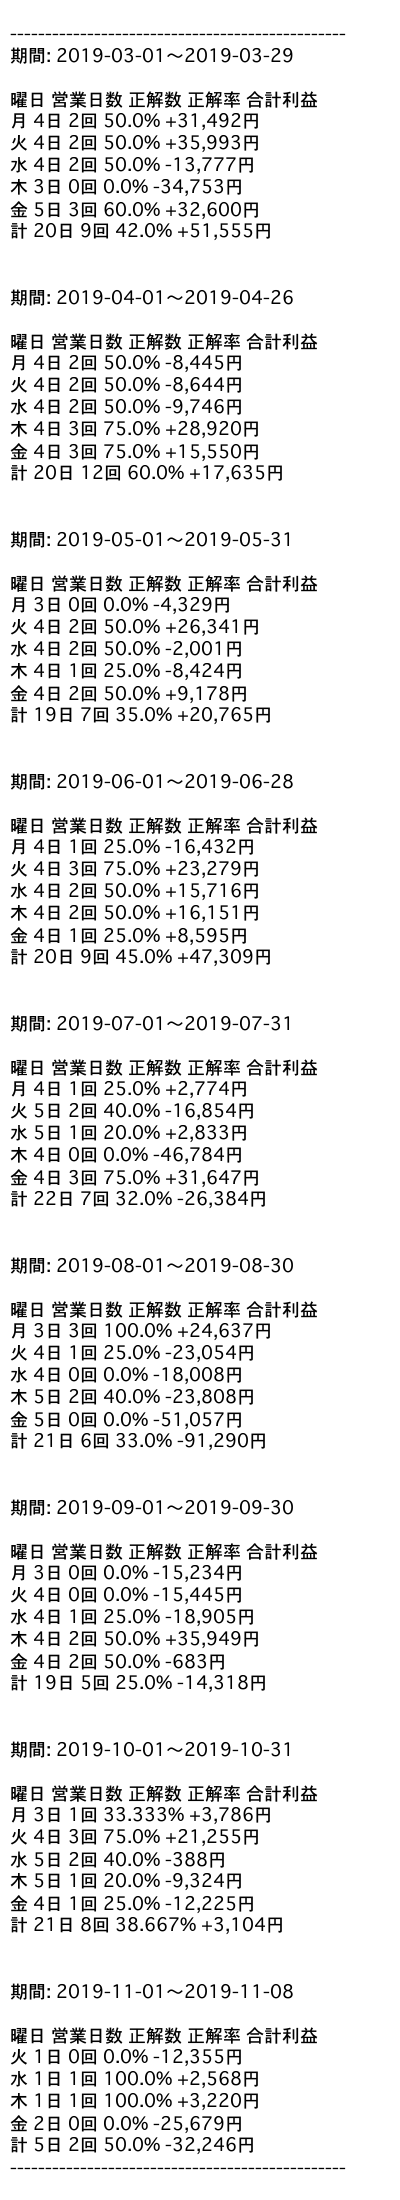 ------------------------------------------------
期間: 2019-03-01～2019-03-29
曜日 営業日数 正解数 正解率 合計利益
月 4日 2回 50.0% +31,492円
火 4日 2回 50.0% +35,993円
水 4日 2回 50.0% -13,777円
木 3日 0回 0.0% -34,753円
金 5日 3回 60.0% +32,600円
計 20日 9回 42.0% +51,555円
期間: 2019-04-01～2019-04-26
曜日 営業日数 正解数 正解率 合計利益
月 4日 2回 50.0% -8,445円
火 4日 2回 50.0% -8,644円
水 4日 2回 50.0% -9,746円
木 4日 3回 75.0% +28,920円
金 4日 3回 75.0% +15,550円
計 20日 12回 60.0% +17,635円
期間: 2019-05-01～2019-05-31
曜日 営業日数 正解数 正解率 合計利益
月 3日 0回 0.0% -4,329円
火 4日 2回 50.0% +26,341円
水 4日 2回 50.0% -2,001円
木 4日 1回 25.0% -8,424円
金 4日 2回 50.0% +9,178円
計 19日 7回 35.0% +20,765円
期間: 2019-06-01～2019-06-28
曜日 営業日数 正解数 正解率 合計利益
月 4日 1回 25.0% -16,432円
火 4日 3回 75.0% +23,279円
水 4日 2回 50.0% +15,716円
木 4日 2回 50.0% +16,151円
金 4日 1回 25.0% +8,595円
計 20日 9回 45.0% +47,309円
期間: 2019-07-01～2019-07-31
曜日 営業日数 正解数 正解率 合計利益
月 4日 1回 25.0% +2,774円
火 5日 2回 40.0% -16,854円
水 5日 1回 20.0% +2,833円
木 4日 0回 0.0% -46,784円
金 4日 3回 75.0% +31,647円
計 22日 7回 32.0% -26,384円
期間: 2019-08-01～2019-08-30
曜日 営業日数 正解数 正解率 合計利益
月 3日 3回 100.0% +24,637円
火 4日 1回 25.0% -23,054円
水 4日 0回 0.0% -18,008円
木 5日 2回 40.0% -23,808円
金 5日 0回 0.0% -51,057円
計 21日 6回 33.0% -91,290円
期間: 2019-09-01～2019-09-30
曜日 営業日数 正解数 正解率 合計利益
月 3日 0回 0.0% -15,234円
火 4日 0回 0.0% -15,445円
水 4日 1回 25.0% -18,905円
木 4日 2回 50.0% +35,949円
金 4日 2回 50.0% -683円
計 19日 5回 25.0% -14,318円
期間: 2019-10-01～2019-10-31
曜日 営業日数 正解数 正解率 合計利益
月 3日 1回 33.333% +3,786円
火 4日 3回 75.0% +21,255円
水 5日 2回 40.0% -388円
木 5日 1回 20.0% -9,324円
金 4日 1回 25.0% -12,225円
計 21日 8回 38.667% +3,104円
期間: 2019-11-01～2019-11-08
曜日 営業日数 正解数 正解率 合計利益
火 1日 0回 0.0% -12,355円
水 1日 1回 100.0% +2,568円
木 1日 1回 100.0% +3,220円
金 2日 0回 0.0% -25,679円
計 5日 2回 50.0% -32,246円
------------------------------------------------